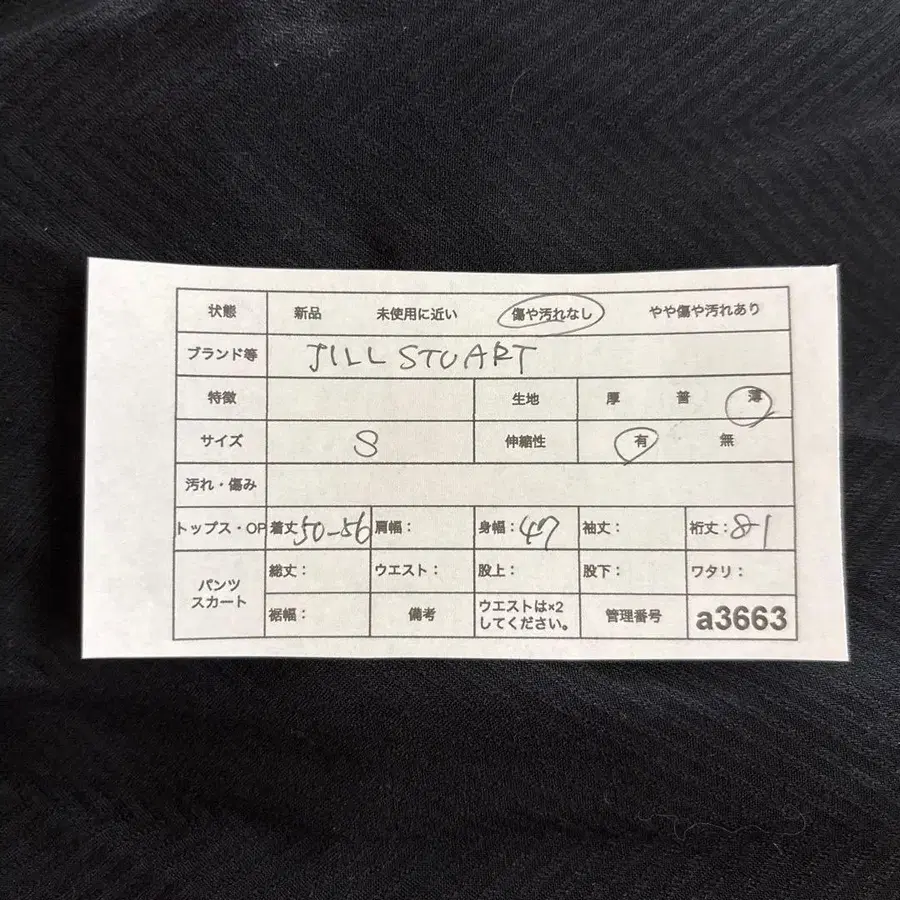 状態 新品 未使用に近い 傷や汚れなし やや傷や汚れあり
ブランド等 JILL STUART
特徴 生地 厚 普 薄
サイズ S 伸縮性 有 無
汚れ・傷み
トップス・OP 着丈50-56 肩幅： 身幅：47 袖丈： 裄丈：81
パンツ
スカート
総丈： ウエスト： 股上： 股下： ワタリ：
裾幅： 備考 ウエストは×2
してください。 管理番号 a3663